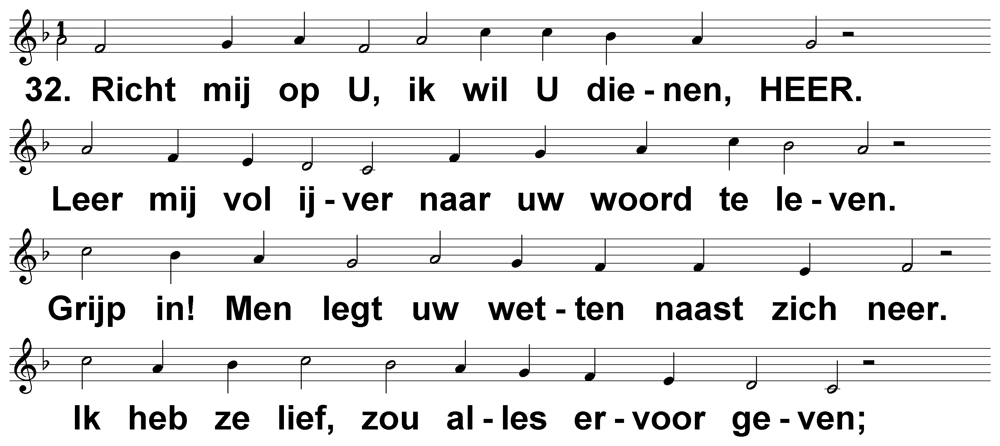 1
32. Richt mij op U, ik wil U die - nen, HEER.
Leer mij vol ij - ver naar uw woord te le - ven.
Grijp in! Men legt uw wet - ten naast zich neer.
Ik heb ze lief, zou al - les er - voor ge - ven;